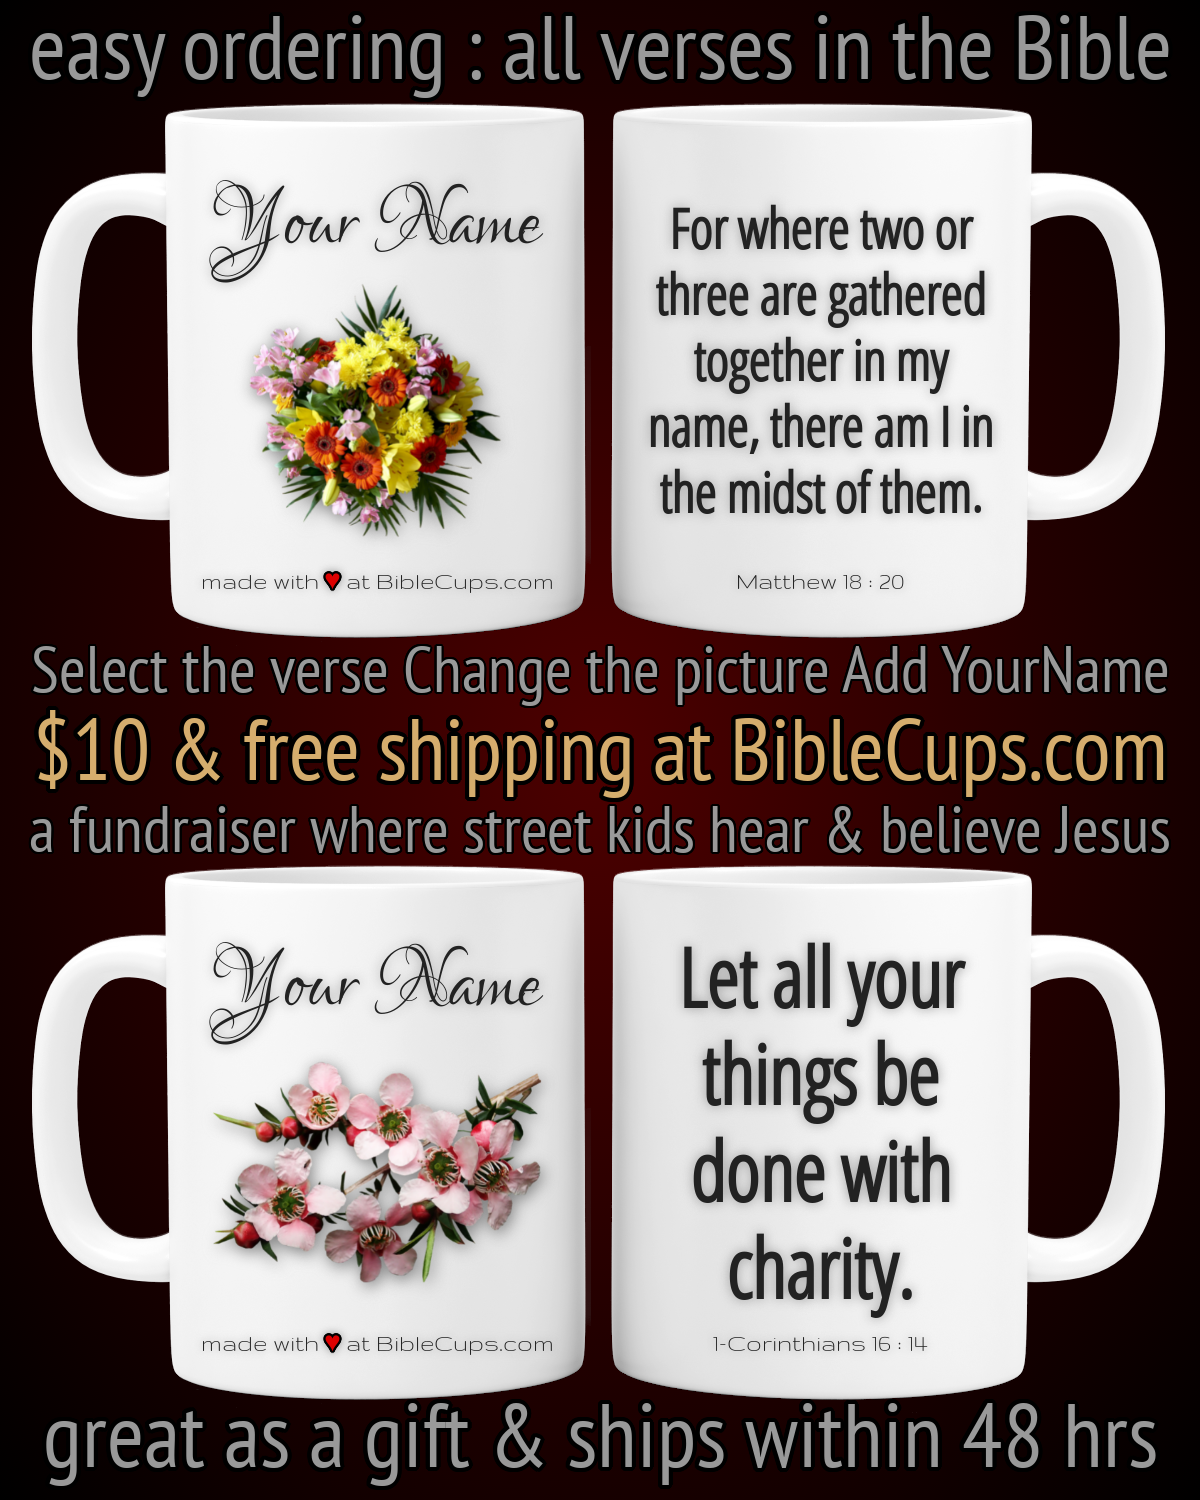 easy ordering : all verses in the Bible
Your Name
made with ♥ at BibleCups.com
For where two or
three are gathered
together in my
name, there am I in
the midst of them.
Matthew 18 : 20
Select the verse Change the picture Add YourName
$10 & free shipping at BibleCups.com
a fundraiser where street kids hear & believe Jesus
Your Name
made with ♥ at BibleCups.com
Let all your
things be
done with
charity.
1-Corinthians 16 : 14
great as a gift & ships within 48 hrs